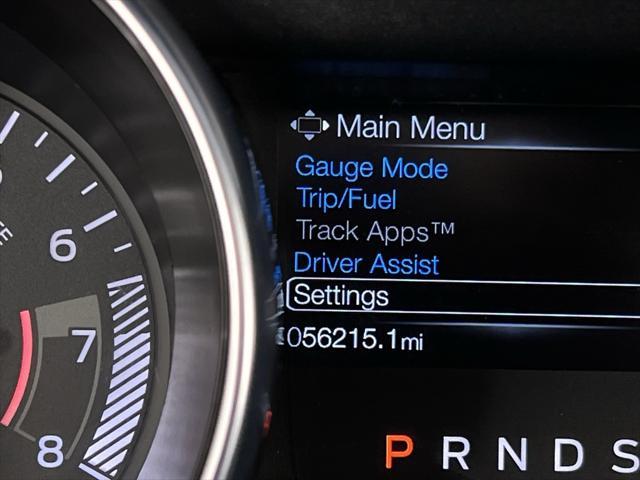 Main Menu
Gauge Mode
Trip/Fuel
Track Apps™
Driver Assist
Settings
056215.1mi
P R N D S
6
7
8